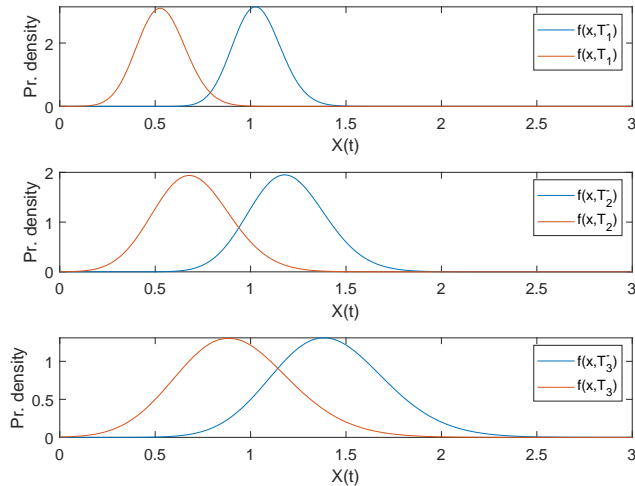 Pr. density
2
0
f(x,T₁⁻)
f(x,T₁)
0 0.5 1 1.5 2 2.5 3
X(t)
Pr. density
2
1
0
f(x,T₂⁻)
f(x,T₂)
0 0.5 1 1.5 2 2.5 3
X(t)
Pr. density
1
0.5
0
f(x,T₃⁻)
f(x,T₃)
0 0.5 1 1.5 2 2.5 3
X(t)